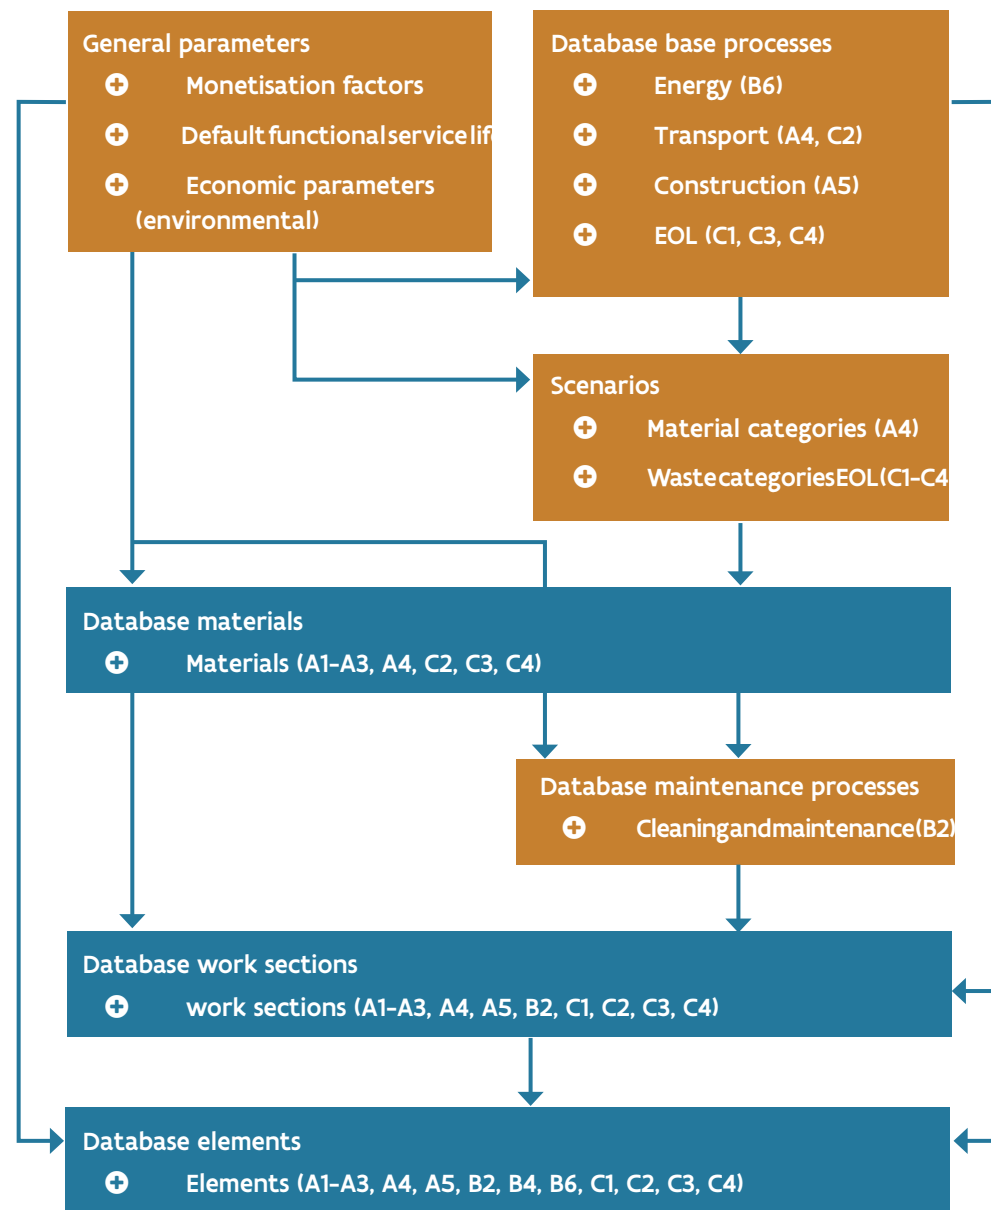 General parameters
Monetisation factors
Default functional service life
Economic parameters
(environmental)
Database base processes
Energy (B6)
Transport (A4, C2)
Construction (A5)
EOL (C1, C3, C4)
Scenarios
Material categories (A4)
Waste categories EOL (C1-C4
Database materials
Materials (A1-A3, A4, C2, C3, C4)
Database maintenance processes
Cleaning and maintenance (B2)
Database work sections
work sections (A1-A3, A4, A5, B2, C1, C2, C3, C4)
Database elements
Elements (A1-A3, A4, A5, B2, B4, B6, C1, C2, C3, C4)